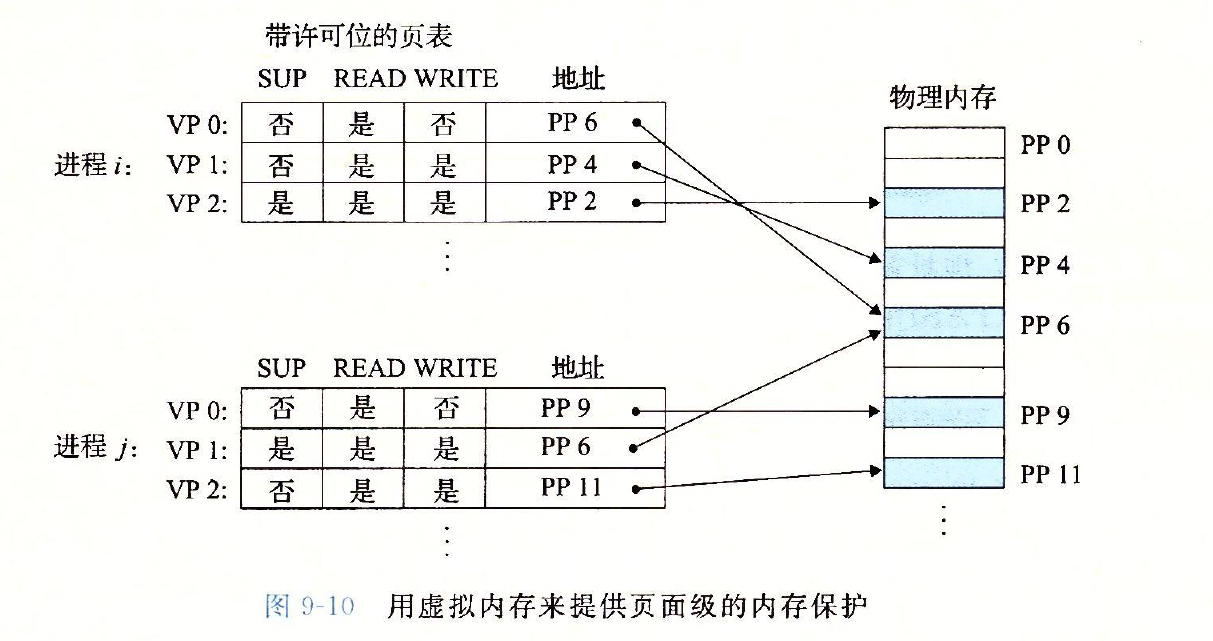 带许可位的页表
SUP READ WRITE 地址
VP 0: 否 是 否 PP 6
进程 i: VP 1: 否 是 是 PP 4
VP 2: 是 是 是 PP 2
⋮
SUP READ WRITE 地址
VP 0: 否 是 否 PP 9
进程 j: VP 1: 是 是 是 PP 6
VP 2: 否 是 是 PP 11
⋮
物理内存
PP 0
PP 2
PP 4
PP 6
PP 9
PP 11
⋮
图 9-10 用虚拟内存来提供页面级的内存保护